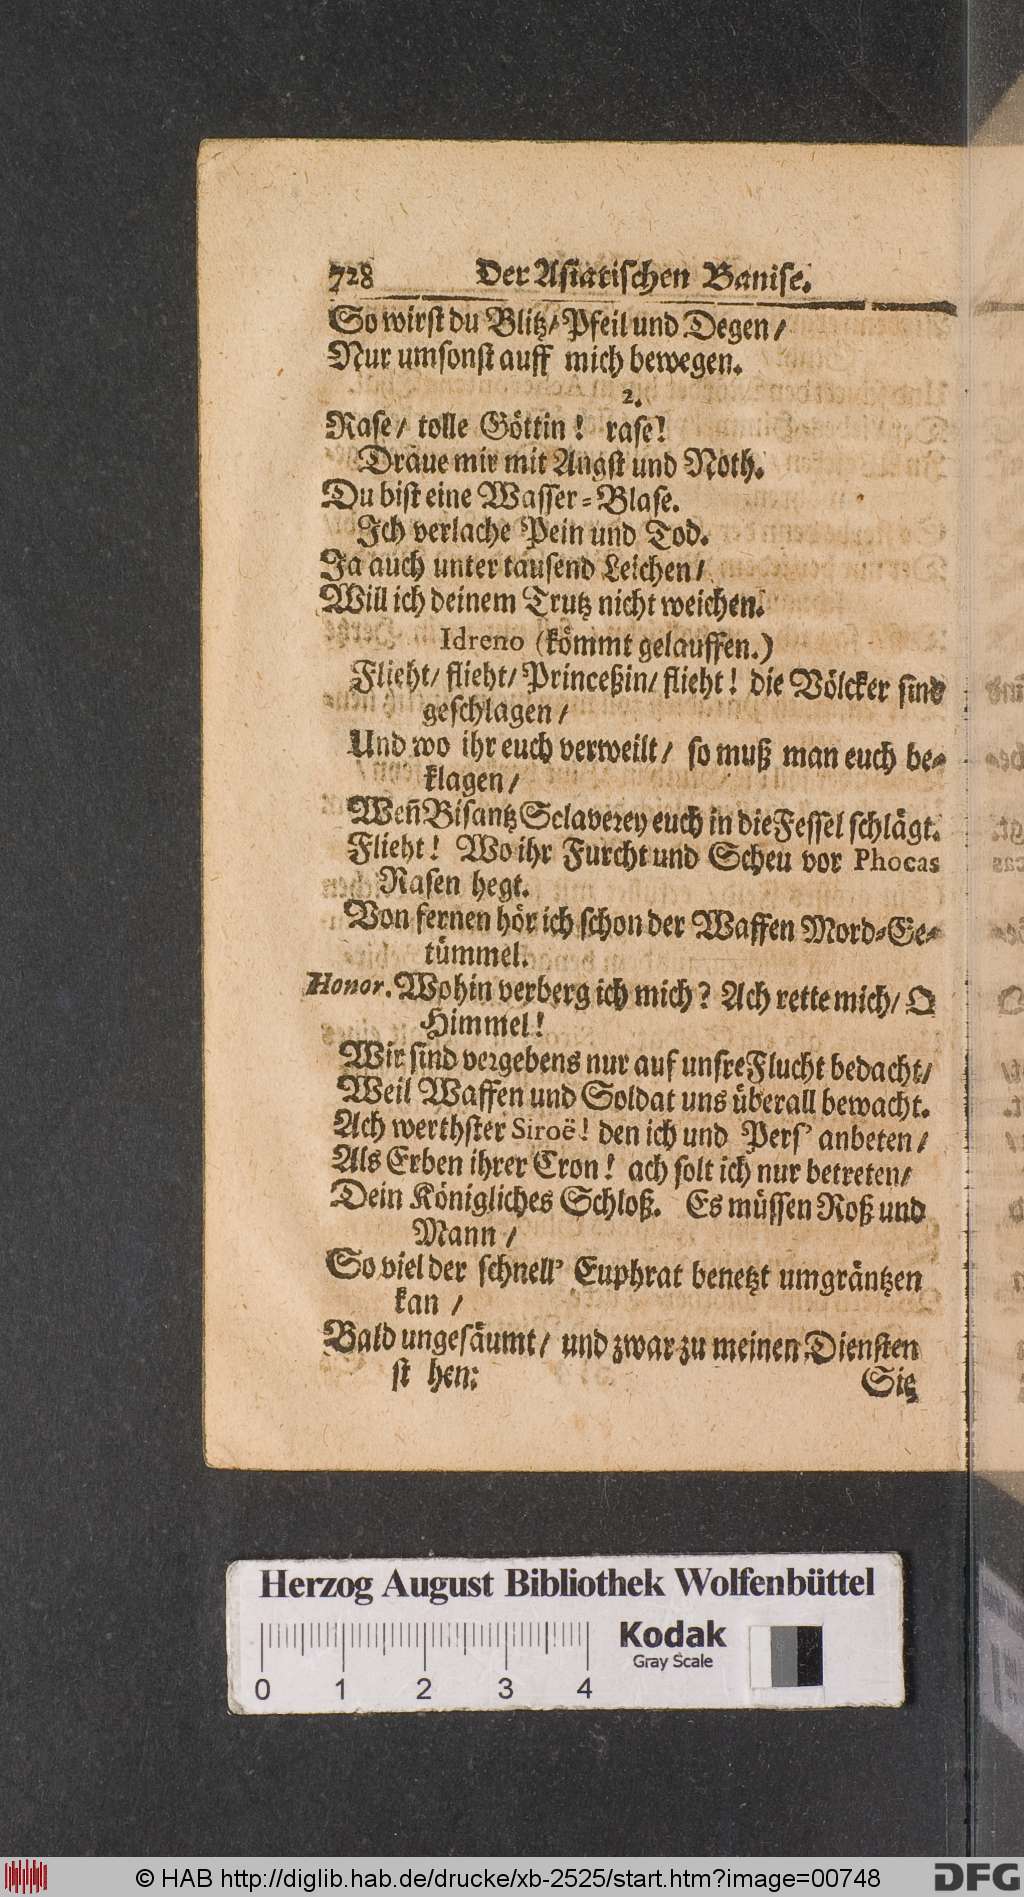 728 Der Asiatischen Banise.
So wirst du Blitz/ Pfeil und Degen/
Nur umsonst auff mich bewegen.
2.
Rase/ tolle Göttin! rase!
Dräue mir mit Angst und Noth.
Du bist eine Wasser-Blase.
Ich verlache Pein und Tod.
Ja auch unter tausend Leichen/
Will ich deinem Trutz nicht weichen.
Idreno (kömmt gelauffen.)
Flieht/ flieht/ Princeßin/ flieht! die Völcker sind
geschlagen/
Und wo ihr euch verweilt/ so muß man euch be-
klagen/
Weñ Bisantz Sclaverey euch in die Fessel schlägt.
Flieht! Wo ihr Furcht und Scheu vor Phocas
Rasen hegt.
Von fernen hör ich schon der Waffen Mord-Ge-
tümmel.
Honor. Wohin verberg ich mich? Ach rette mich/ O
Himmel!
Wir sind vergebens nur auf unsre Flucht bedacht/
Weil Waffen und Soldat uns überall bewacht.
Ach werthster Siroë! den ich und Pers' anbeten/
Als Erben ihrer Cron! ach solt ich nur betreten/
Dein Königliches Schloß. Es müssen Roß und
Mann/
So viel der schnell' Euphrat benetzt umgräntzen
kan/
Bald ungesäumt/ und zwar zu meinen Diensten
st hen:
Sie
Herzog August Bibliothek Wolfenbüttel
Kodak
Gray Scale
0 1 2 3 4
© HAB http://diglib.hab.de/drucke/xb-2525/start.htm?image=00748
DFG